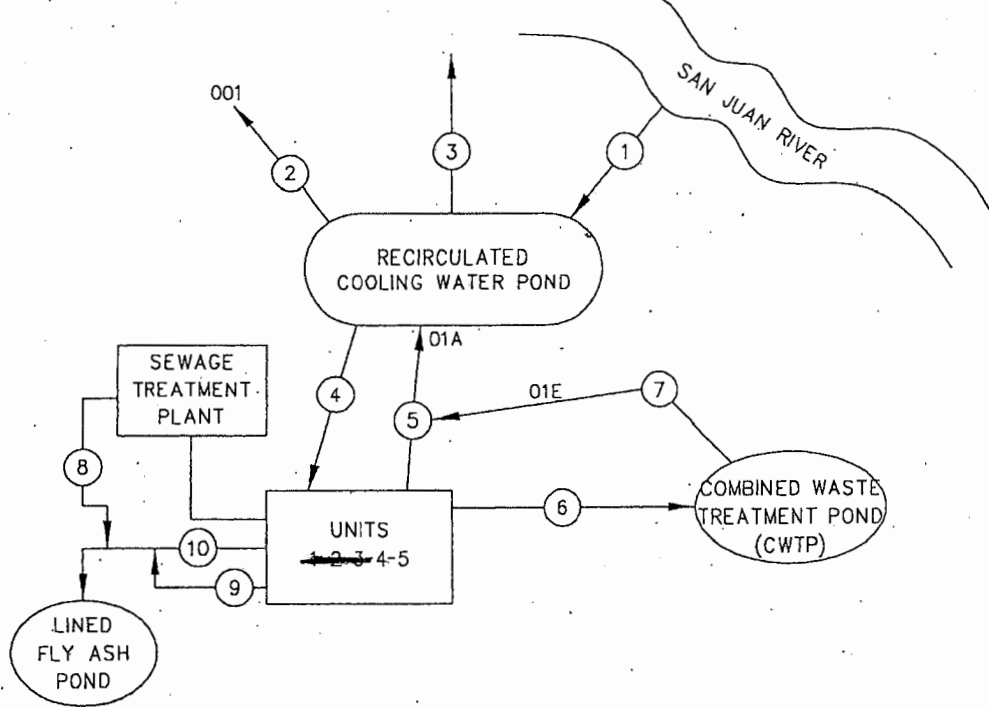 SAN JUAN RIVER
001
3
1
2
RECIRCULATED
COOLING WATER POND
01A
SEWAGE
TREATMENT
PLANT
4
01E
7
5
8
COMBINED WASTE
TREATMENT POND
(CWTP)
6
UNITS
1-2-3-4-5
10
9
LINED
FLY ASH
POND